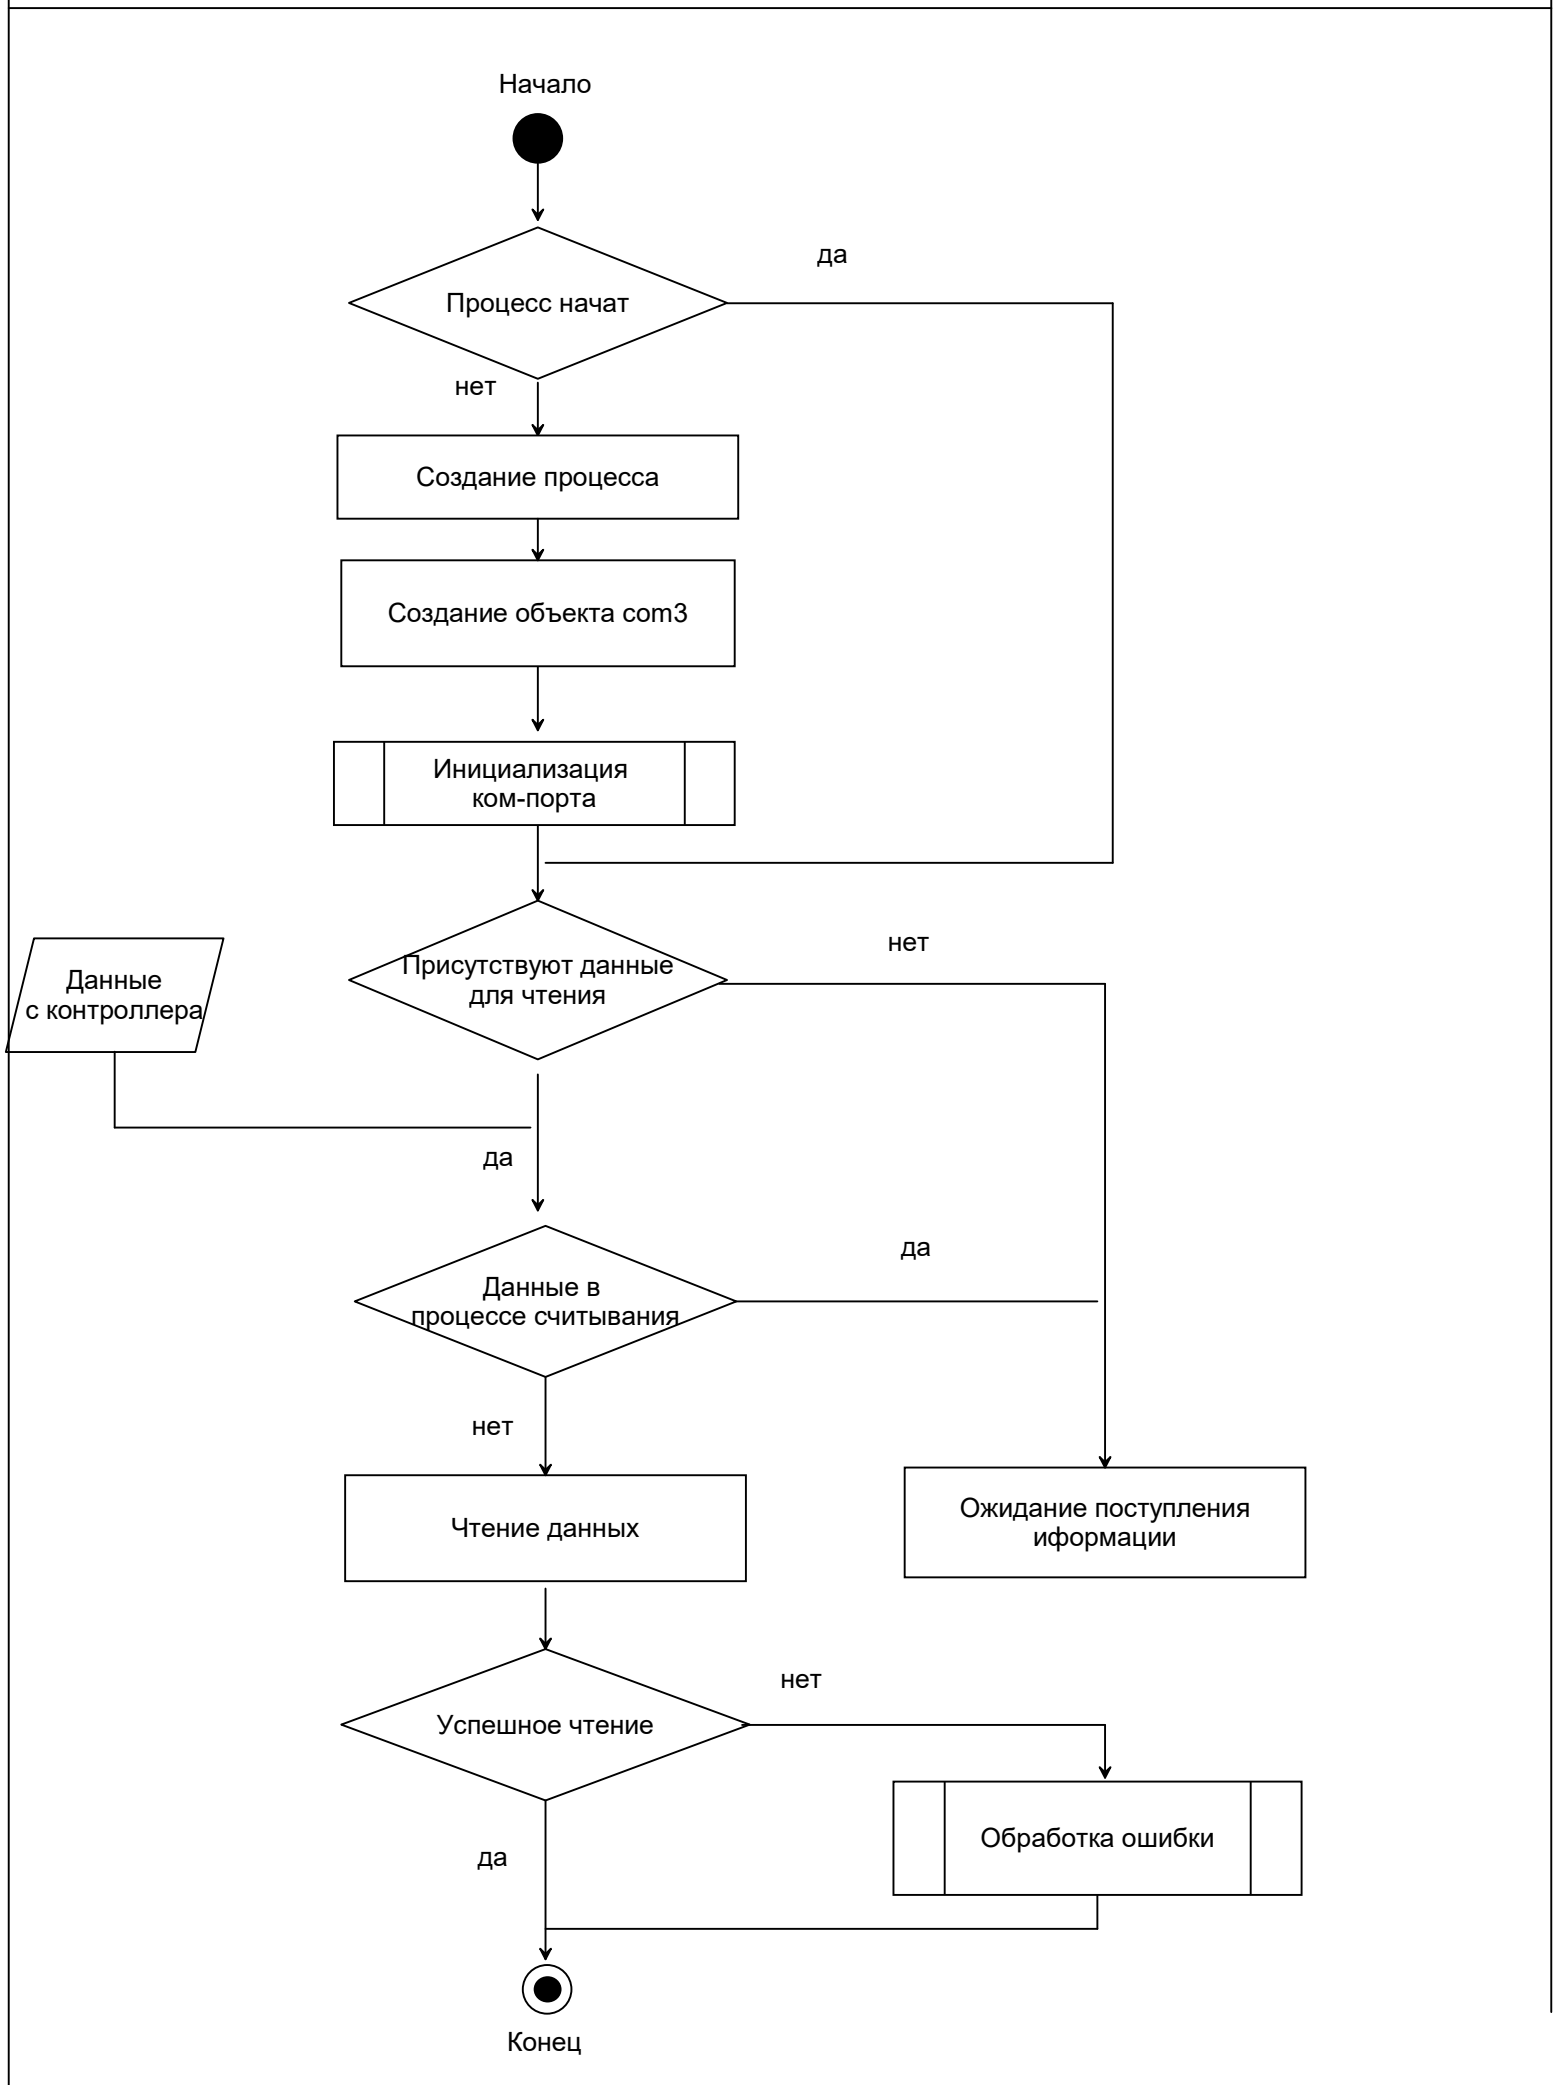 Начало
да
Процесс начат
нет
Создание процесса
Создание объекта com3
Инициализация
ком-порта
нет
Присутствуют данные
для чтения
Данные
с контроллера
да
да
Данные в
процессе считывания
нет
Чтение данных
Ожидание поступления
иформации
нет
Успешное чтение
Обработка ошибки
да
Конец